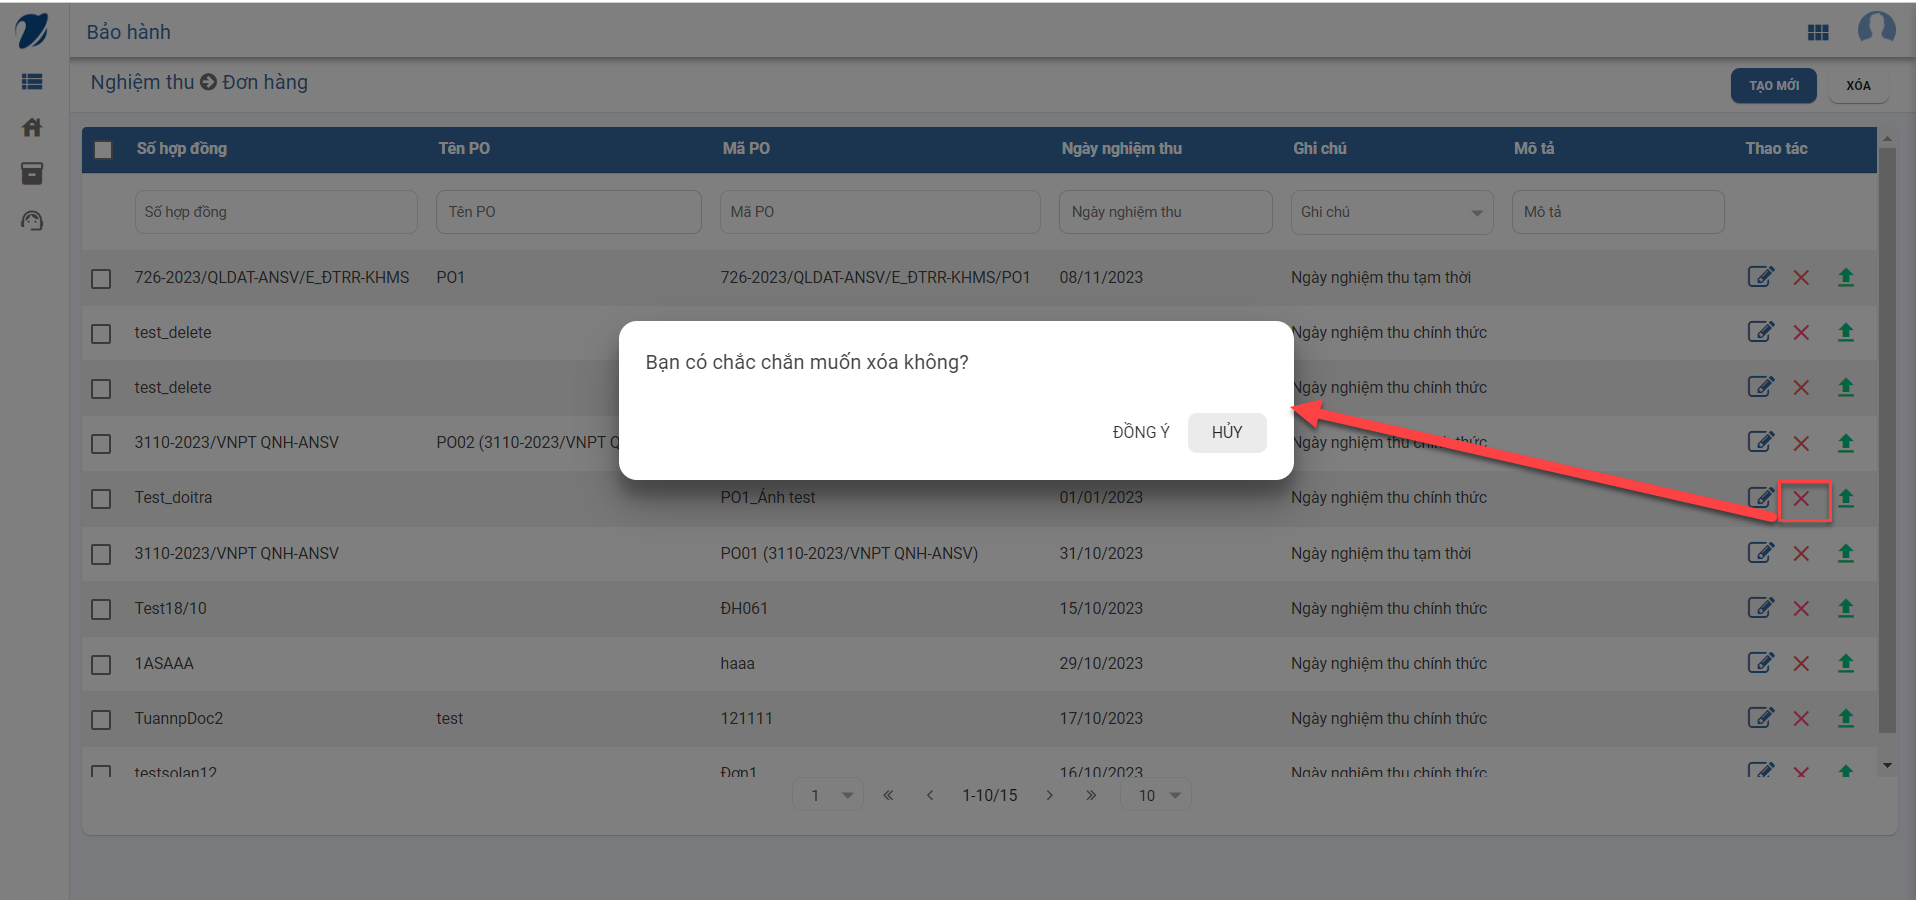 Bảo hành
Nghiệm thu Đơn hàng
TẠO MỚI XÓA
Số hợp đồng Tên PO Mã PO Ngày nghiệm thu Ghi chú Mô tả Thao tác
Số hợp đồng Tên PO Mã PO Ngày nghiệm thu Ghi chú Mô tả
726-2023/QLDAT-ANSV/E_ĐTRR-KHMS PO1 726-2023/QLDAT-ANSV/E_ĐTRR-KHMS/PO1 08/11/2023 Ngày nghiệm thu tạm thời
test_delete Ngày nghiệm thu chính thức
Bạn có chắc chắn muốn xóa không?
test_delete Ngày nghiệm thu chính thức
ĐỒNG Ý HỦY
3110-2023/VNPT QNH-ANSV PO02 (3110-2023/VNPT Q Ngày nghiệm thu chính thức
Test_doitra PO1_Ánh test 01/01/2023 Ngày nghiệm thu chính thức
3110-2023/VNPT QNH-ANSV PO01 (3110-2023/VNPT QNH-ANSV) 31/10/2023 Ngày nghiệm thu tạm thời
Test18/10 ĐH061 15/10/2023 Ngày nghiệm thu chính thức
1ASAAA haaa 29/10/2023 Ngày nghiệm thu chính thức
TuannpDoc2 test 121111 17/10/2023 Ngày nghiệm thu chính thức
testsolan12 Đơn1 16/10/2023 Ngày nghiệm thu chính thức
1 « ‹ 1-10/15 › » 10